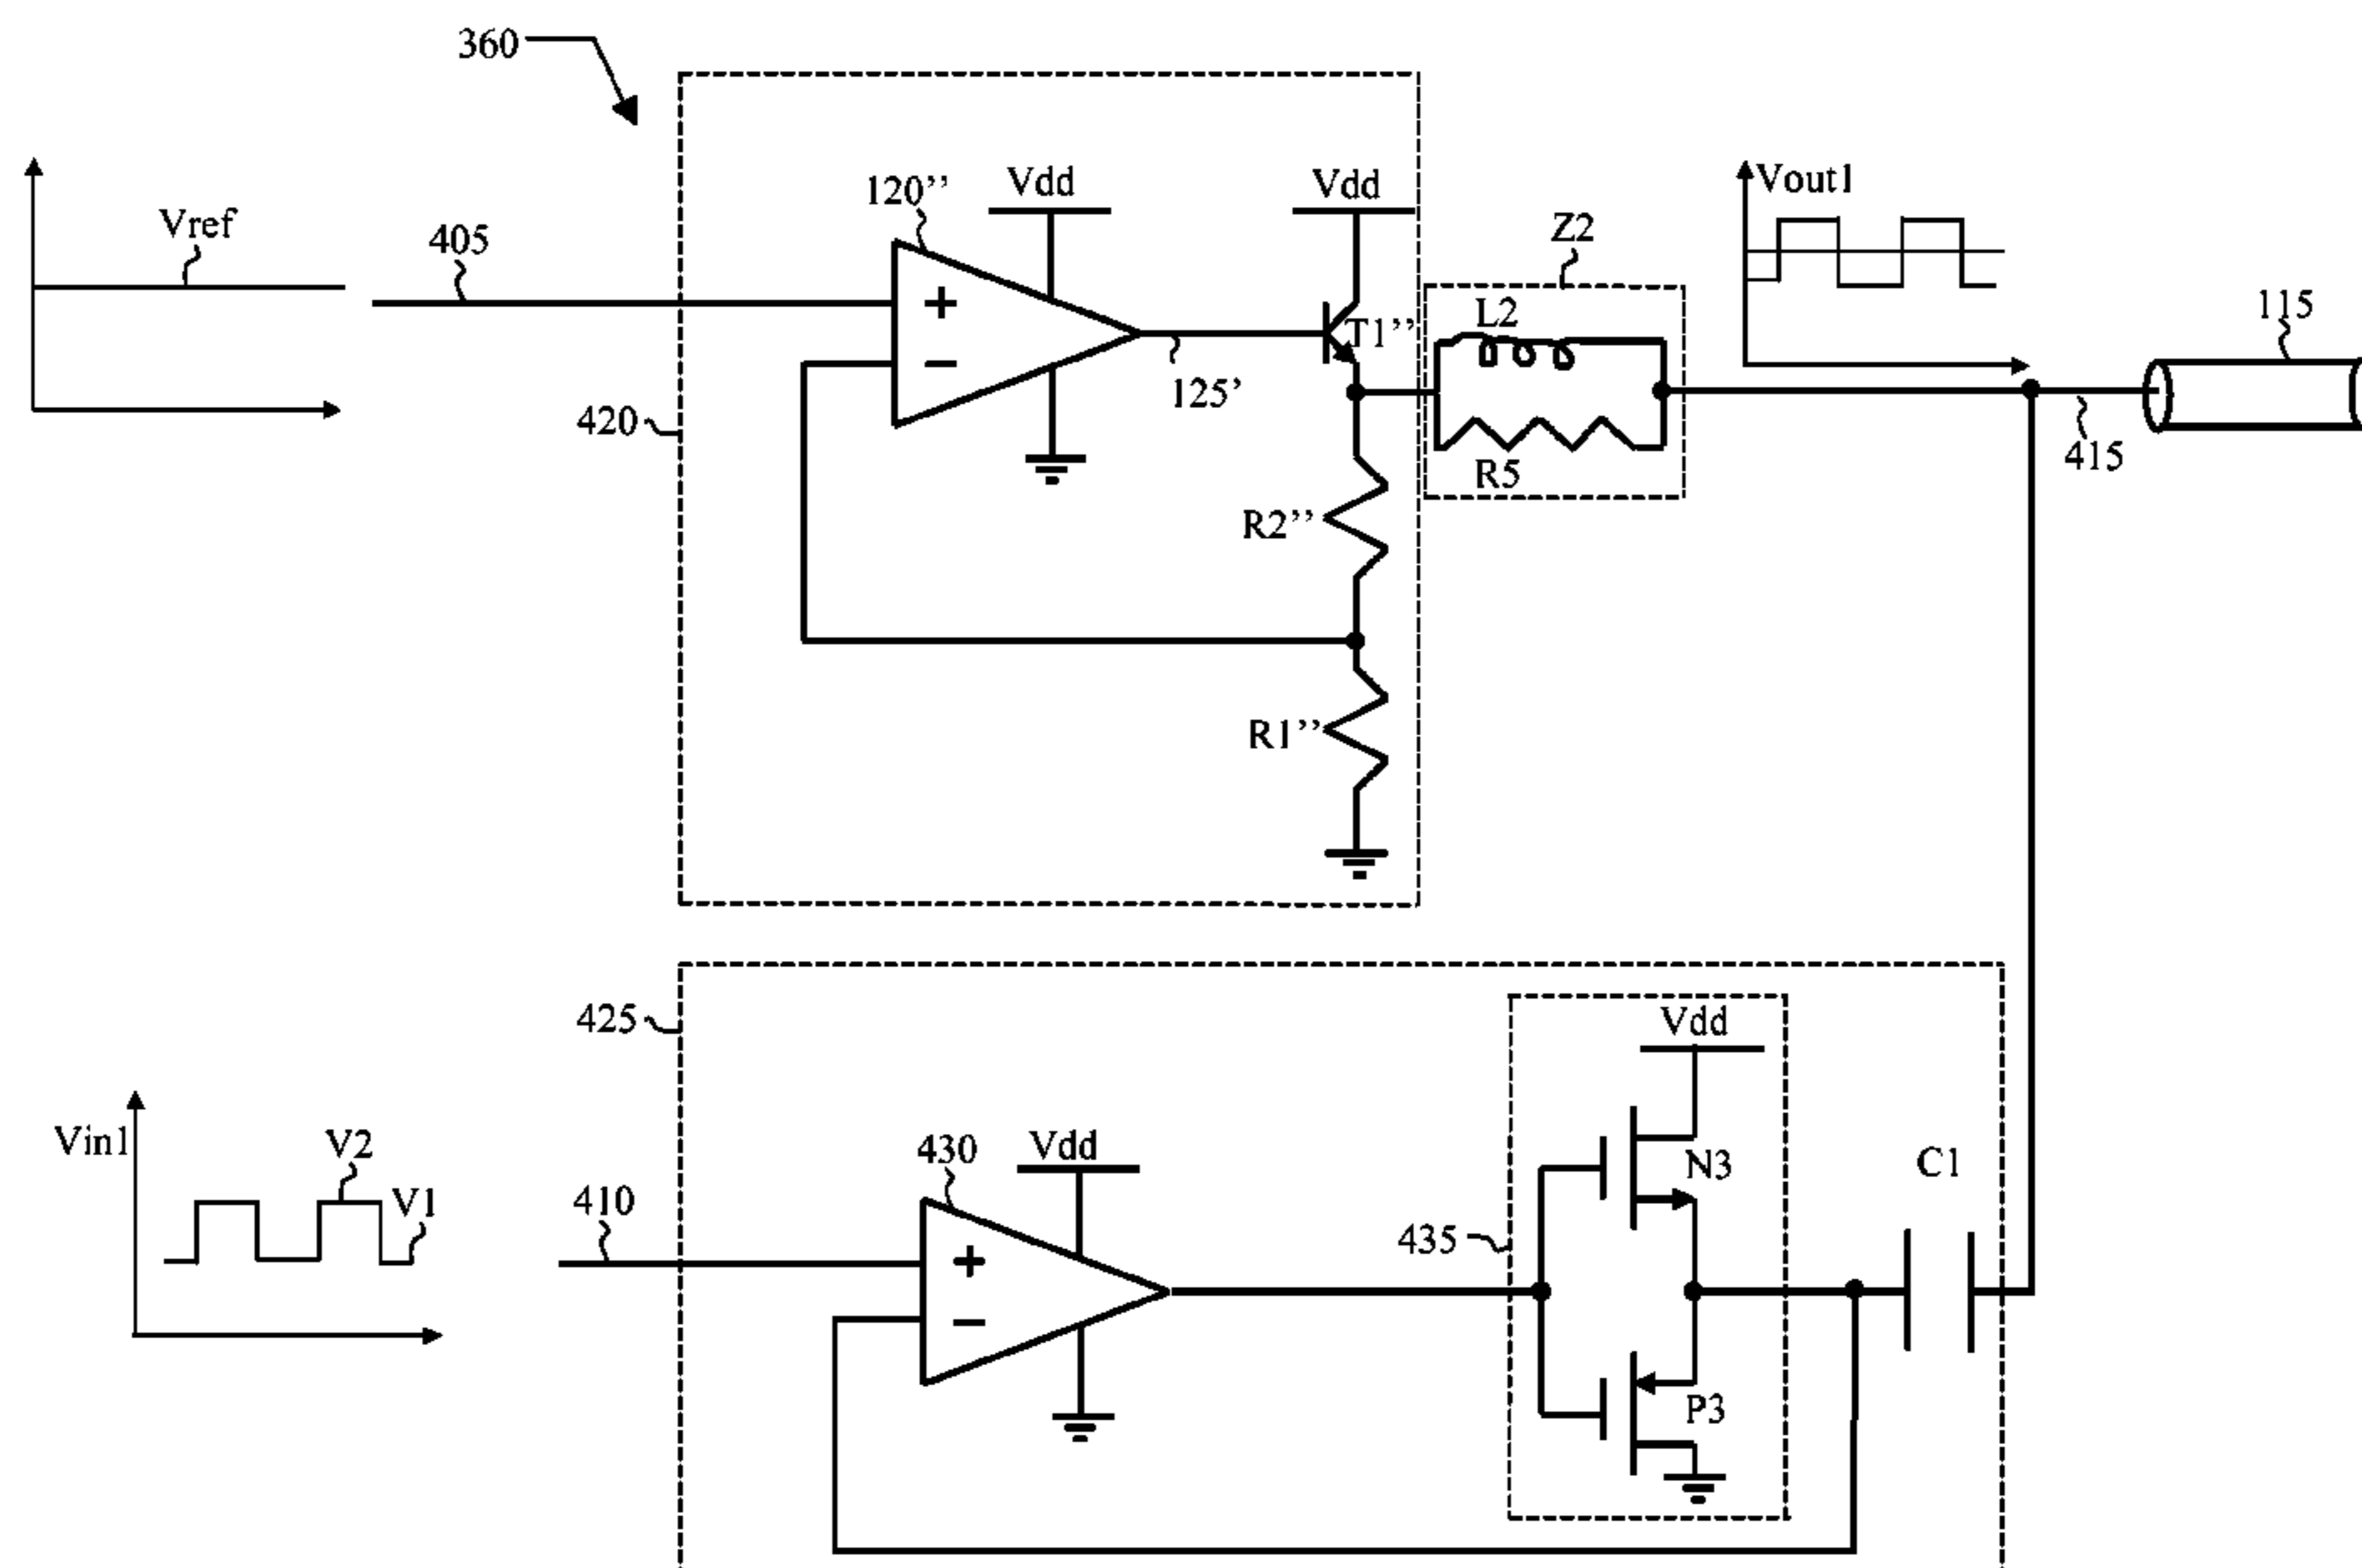 360
Vref
405
120’’
Vdd
Vdd
+
−
125’
T1’’
Z2
L2
R5
Vout1
115
415
420
R2’’
R1’’
425
Vin1
V2
V1
410
430
Vdd
+
−
435
Vdd
N3
P3
C1